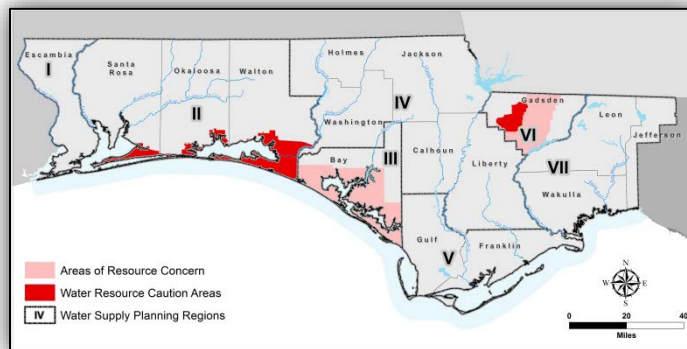 Escambia
I
Santa
Rosa
Okaloosa
Walton
II
Holmes
Jackson
IV
Washington
Calhoun
Bay
III
Gadsden
VI
Leon
Jefferson
Liberty
VII
Wakulla
Gulf
V
Franklin
Areas of Resource Concern
Water Resource Caution Areas
IV Water Supply Planning Regions
N
W E
S
0 20 40
Miles